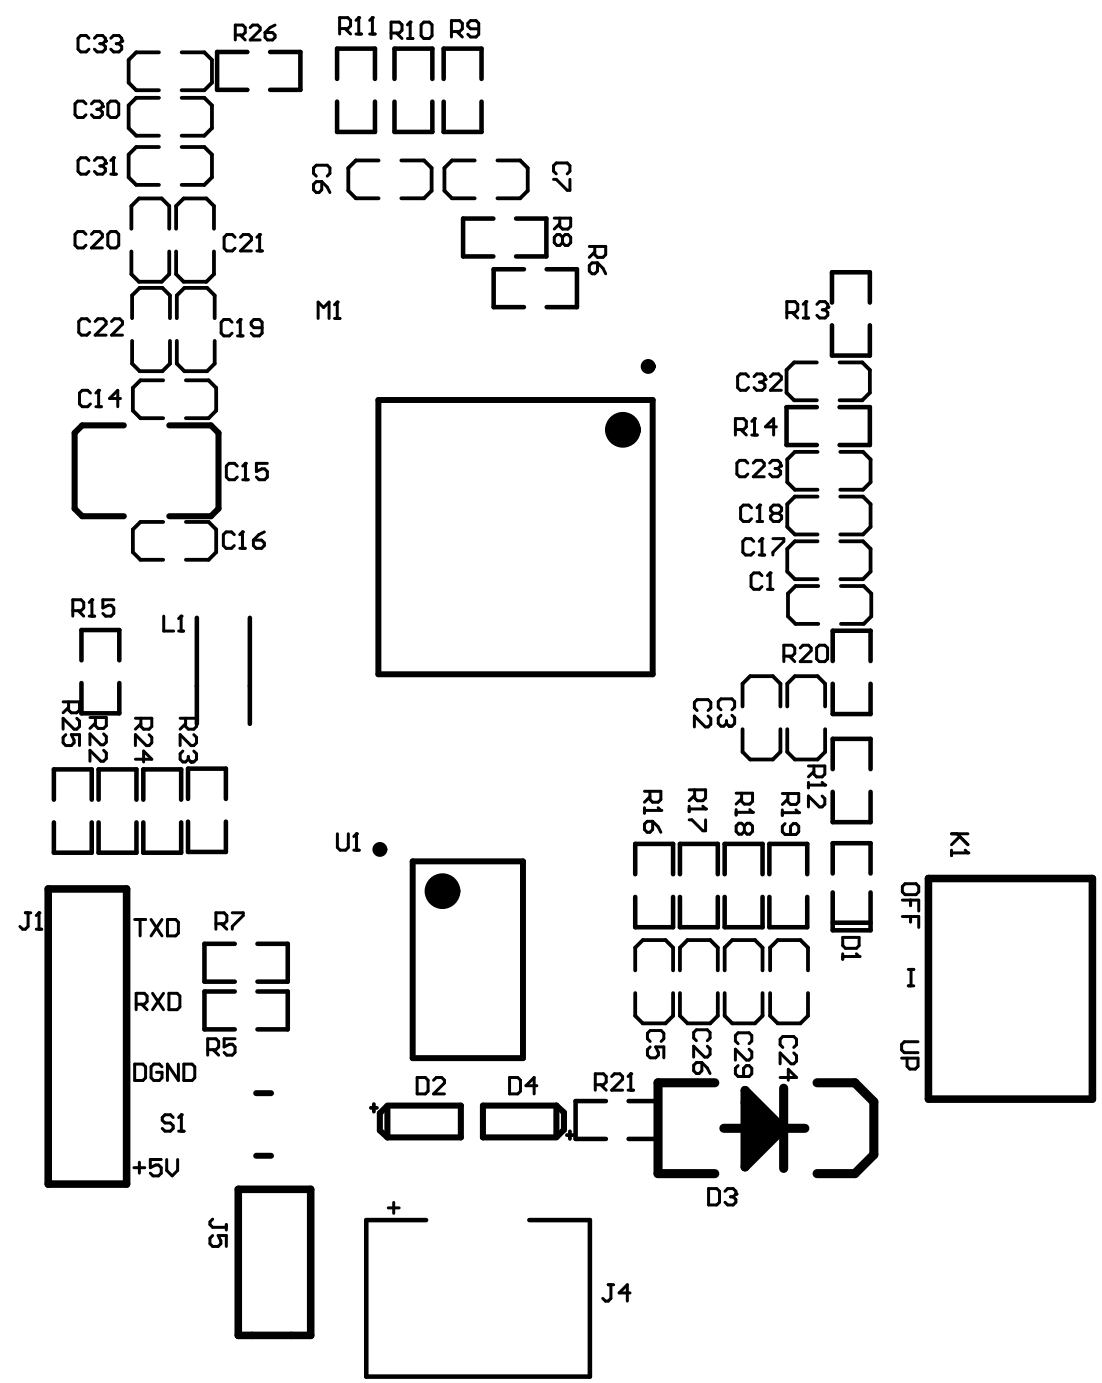 R11
R10
R9
R26
C33
C30
C31
C6
C7
R8
R6
C20
C21
M1
R13
C22
C19
C32
C14
R14
C15
C23
C18
C16
C17
C1
R15
L1
R20
R25
R22
R24
R23
C2
C3
R12
R16
R17
R18
R19
U1
K1
OFF
J1
TXD
R7
D1
I
RXD
R5
C5
C26
C29
C24
UP
DGND
D2
D4
R21
+
+
S1
+5V
D3
+
J5
J4